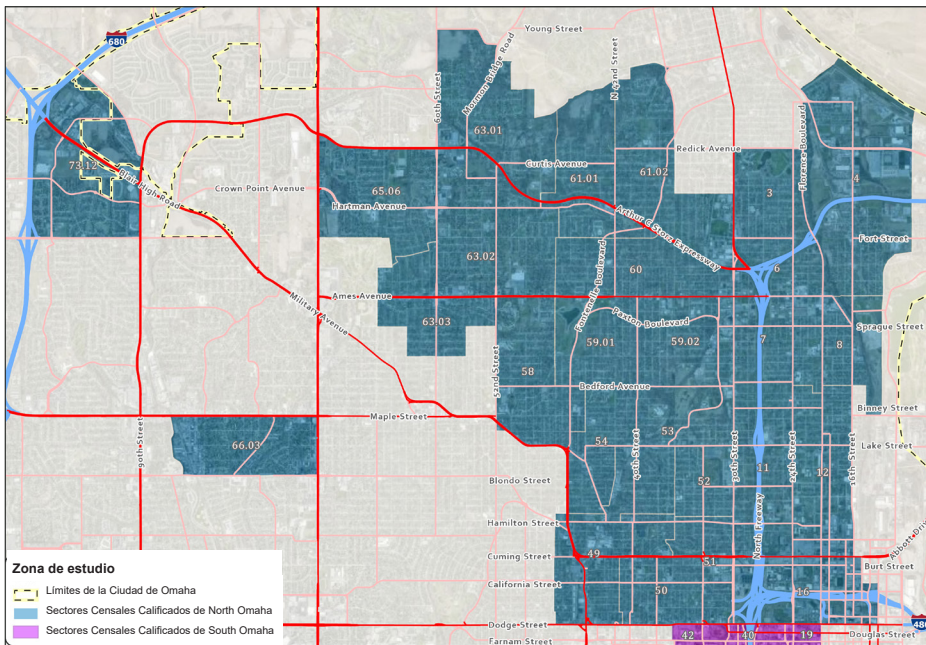 Young Street
680
60th Street
Mormon Bridge Road
N 42nd Street
Florence Boulevard
63.01
Redick Avenue
73.12
Blair High Road
Curtis Avenue
61.01
61.02
4
3
Crown Point Avenue
65.06
Hartman Avenue
Arthur C Storz Expressway
Fort Street
63.02
60
6
Fontenelle Boulevard
Military Avenue
Ames Avenue
63.03
Paxton Boulevard
Sprague Street
59.01
59.02
7
8
52nd Street
58
Bedford Avenue
Maple Street
Binney Street
90th Street
66.03
54
53
40th Street
30th Street
24th Street
16th Street
Lake Street
11
12
Blondo Street
52
Hamilton Street
North Freeway
Cuming Street
49
51
Abbott Driv
Burt Street
California Street
50
16
Dodge Street
480
Farnam Street
42
40
19
Douglas Street
Zona de estudio
Límites de la Ciudad de Omaha
Sectores Censales Calificados de North Omaha
Sectores Censales Calificados de South Omaha